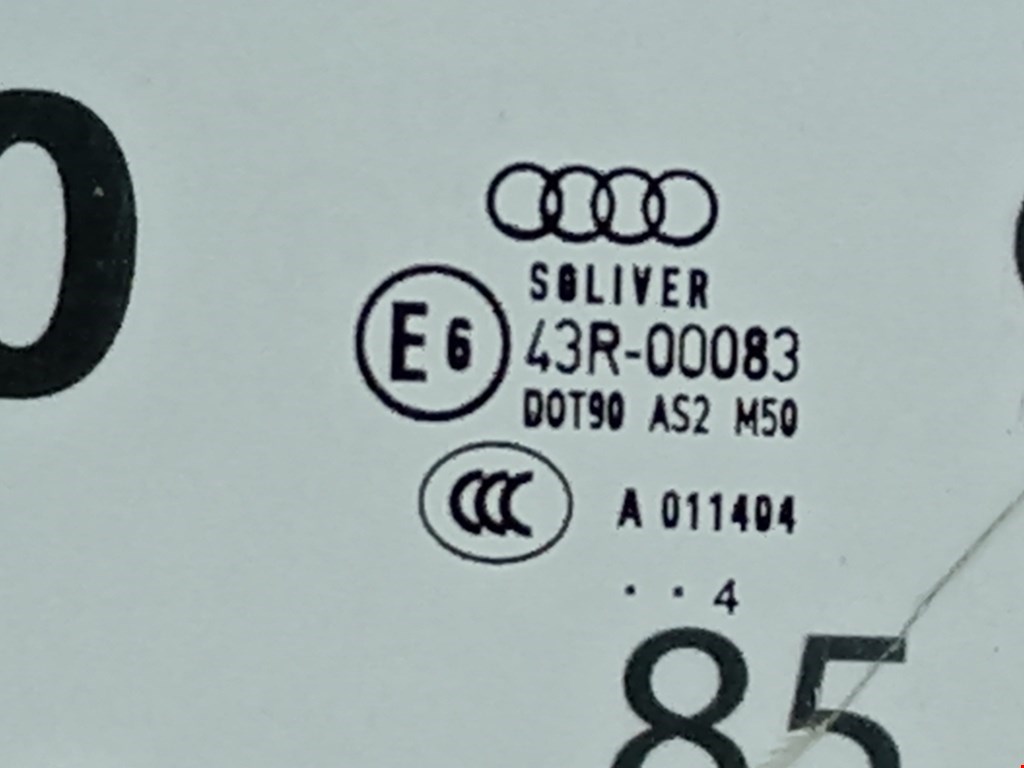 0
SOLIVER
E6 43R-00083
DOT90 AS2 M50
CCC A 011404
. . 4
85